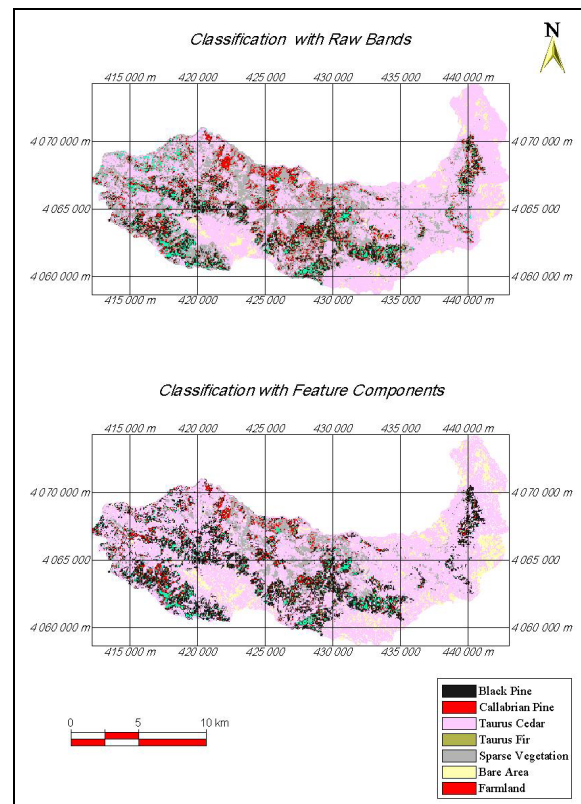 N
Classification with Raw Bands
415 000 m 420 000 425 000 430 000 435 000 440 000 m
4 070 000 m 4 070 000 m
4 065 000 4 065 000
4 060 000 m 4 060 000 m
415 000 m 420 000 425 000 430 000 435 000 440 000 m
Classification with Feature Components
415 000 m 420 000 425 000 430 000 435 000 440 000 m
4 070 000 m 4 070 000 m
4 065 000 4 065 000
4 060 000 m 4 060 000 m
415 000 m 420 000 425 000 430 000 435 000 440 000 m
0 5 10 km
Black Pine
Callabrian Pine
Taurus Cedar
Taurus Fir
Sparse Vegetation
Bare Area
Farmland